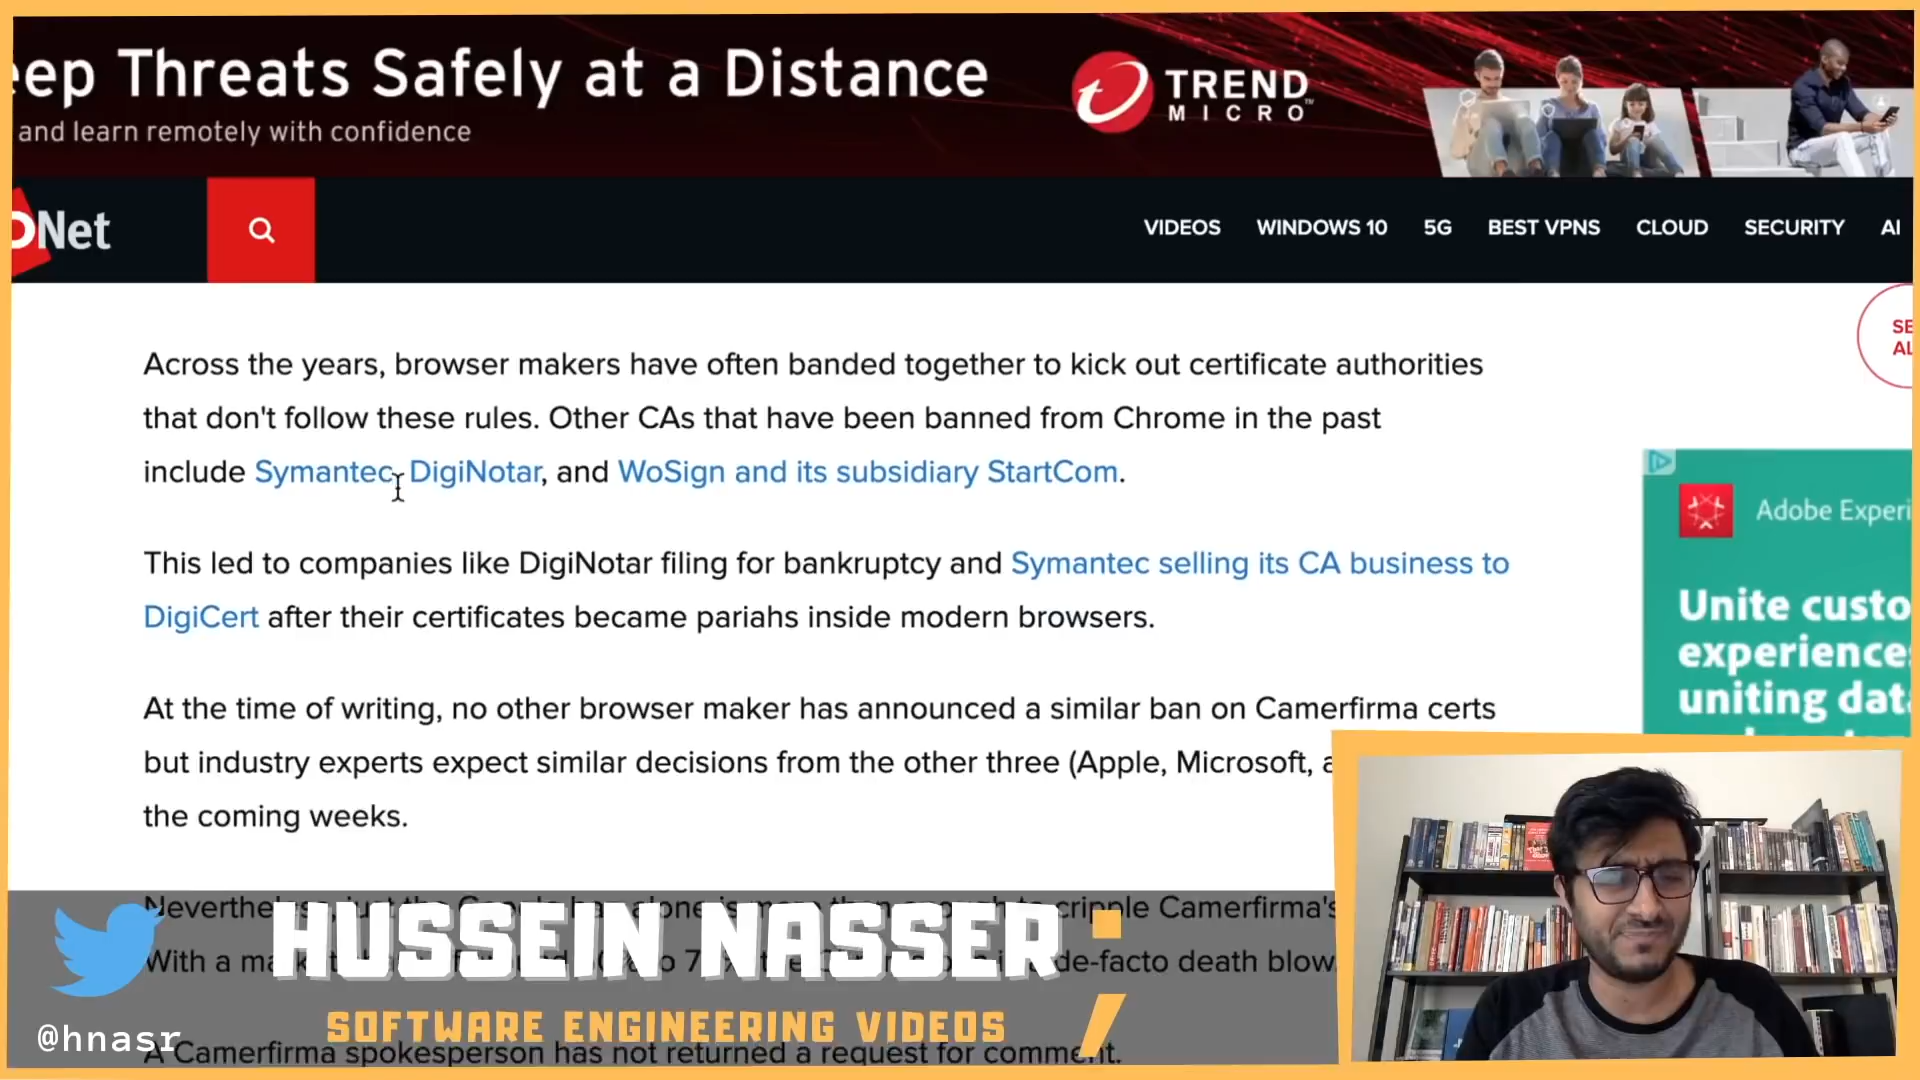 eep Threats Safely at a Distance
and learn remotely with confidence
TREND
MICRO™
Net
VIDEOS WINDOWS 10 5G BEST VPNS CLOUD SECURITY AI
SE
AL
Across the years, browser makers have often banded together to kick out certificate authorities
that don't follow these rules. Other CAs that have been banned from Chrome in the past
include Symantec, DigiNotar, and WoSign and its subsidiary StartCom.
This led to companies like DigiNotar filing for bankruptcy and Symantec selling its CA business to
DigiCert after their certificates became pariahs inside modern browsers.
At the time of writing, no other browser maker has announced a similar ban on Camerfirma certs
but industry experts expect similar decisions from the other three (Apple, Microsoft, a
the coming weeks.
Adobe Experi
Unite custo
experience
uniting dat
cripple Camerfirma's
With a ma de-facto death blow
A Camerfirma spokesperson has not returned a request for comment.
HUSSEIN NASSER;
SOFTWARE ENGINEERING VIDEOS
@hnasr